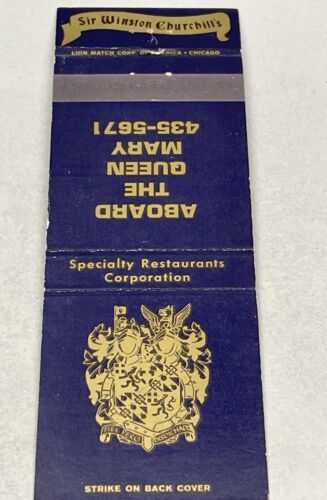 Sir Winston Churchill's
LION MATCH CORP. OF AMERICA • CHICAGO
ABOARD
THE
QUEEN
MARY
435-5671
Specialty Restaurants
Corporation
STRIKE ON BACK COVER